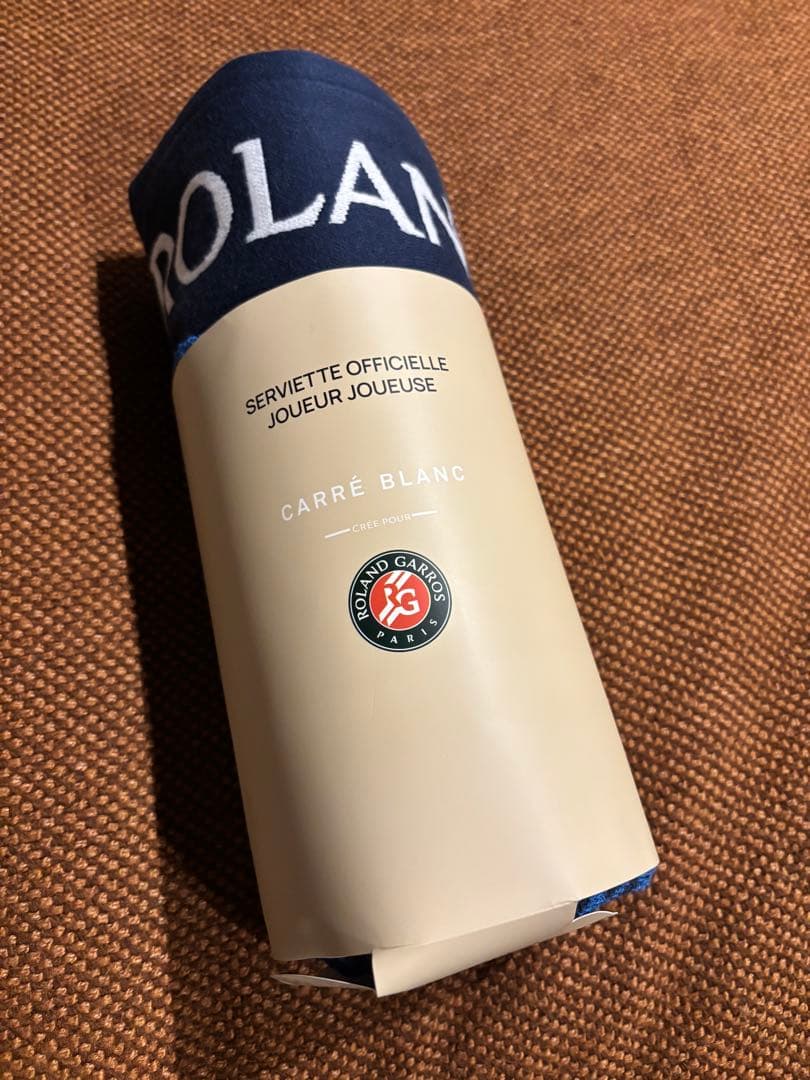 ROLAN
SERVIETTE OFFICIELLE
JOUEUR JOUEUSE
CARRÉ BLANC
CRÉE POUR
ROLAND GARROS
RG
PARIS